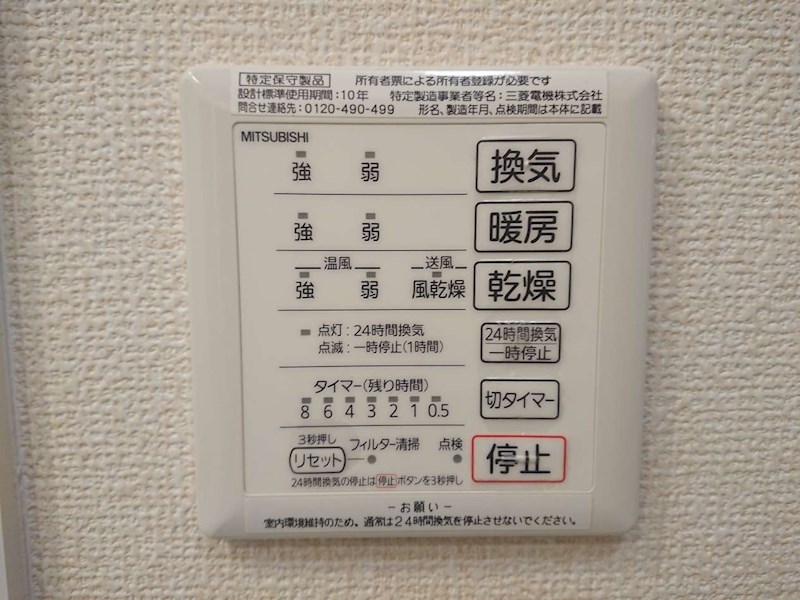 特定保守製品 所有者票による所有者登録が必要です
設計標準使用期間：10年 特定製造事業者等名：三菱電機株式会社
問合せ連絡先：0120-490-499 形名、製造年月、点検期間は本体に記載
MITSUBISHI
強 弱 換気
強 弱 暖房
温風 送風
強 弱 風乾燥 乾燥
点灯：24時間換気
点滅：一時停止(1時間)
24時間換気
一時停止
タイマー(残り時間)
8 6 4 3 2 1 0.5
切タイマー
3秒押し
リセット フィルター清掃 点検
停止
24時間換気の停止は停止ボタンを3秒押し
－お願い－
室内環境維持のため、通常は24時間換気を停止させないでください。